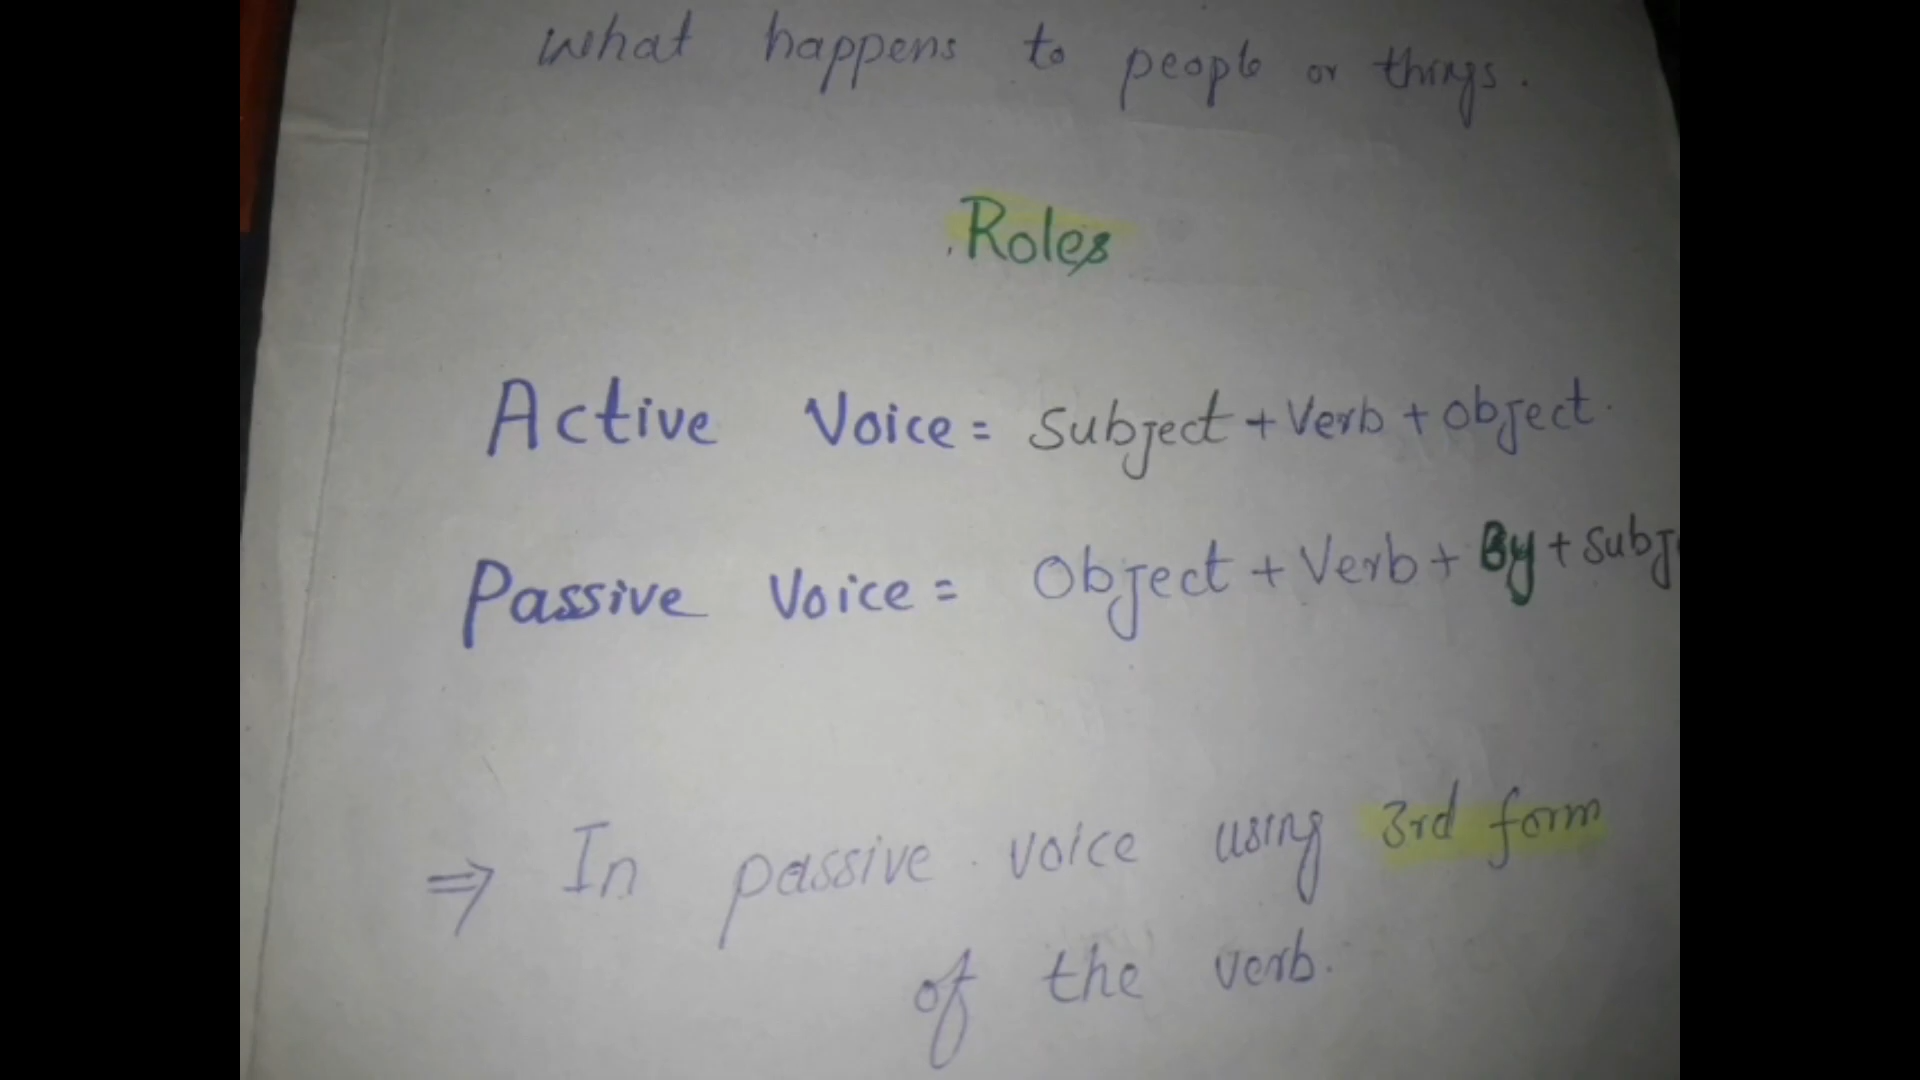 what happens to people or things.
Roles
Active Voice = Subject + Verb + object.
Passive Voice = Object + Verb + By + Subj
⇒ In passive voice using 3rd form
of the verb.